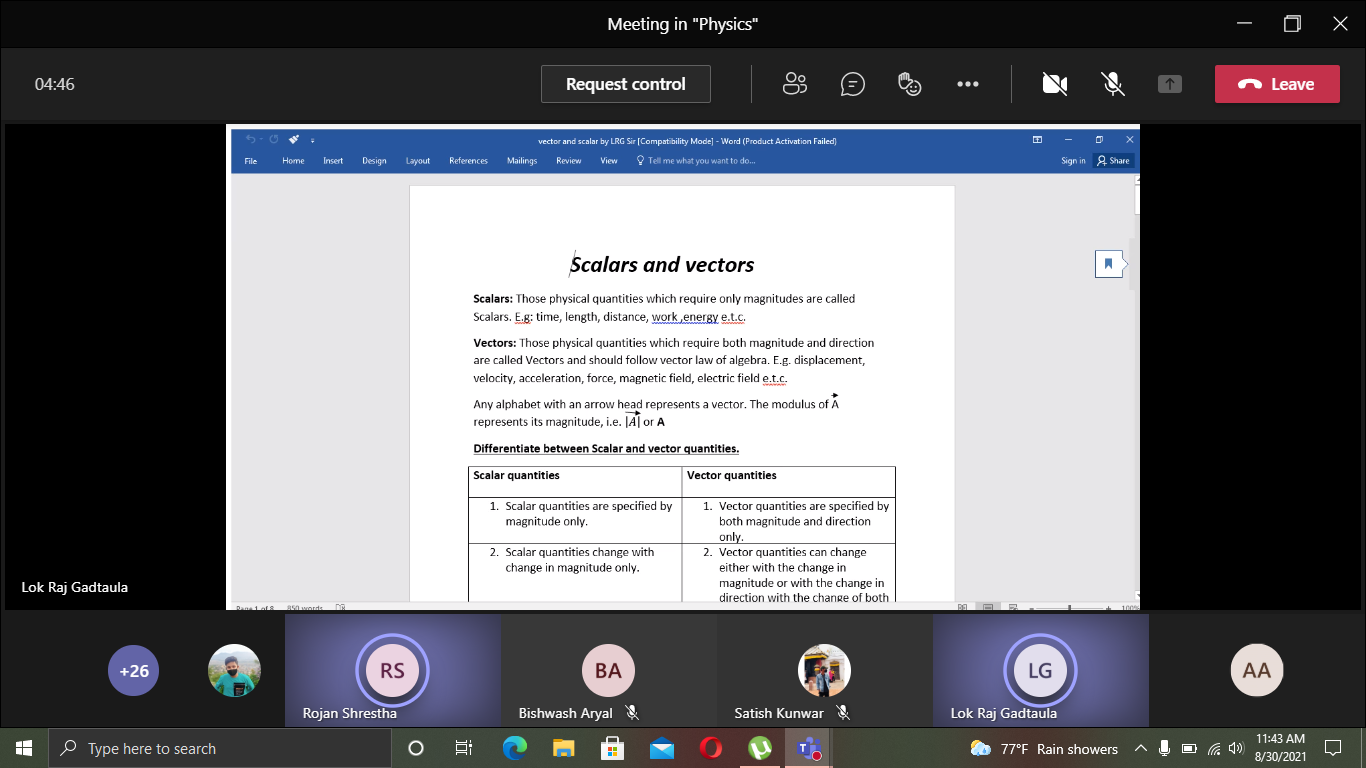 Meeting in "Physics"
04:46
Request control
Leave
vector and scalar by LRG Sir [Compatibility Mode] - Word (Product Activation Failed)
File Home Insert Design Layout References Mailings Review View Tell me what you want to do... Sign in Share
Scalars and vectors
Scalars: Those physical quantities which require only magnitudes are called
Scalars. E.g: time, length, distance, work ,energy e.t.c.
Vectors: Those physical quantities which require both magnitude and direction
are called Vectors and should follow vector law of algebra. E.g. displacement,
velocity, acceleration, force, magnetic field, electric field e.t.c.
Any alphabet with an arrow head represents a vector. The modulus of A⃗
represents its magnitude, i.e. |A⃗| or A
Differentiate between Scalar and vector quantities.
Scalar quantities
Vector quantities
1. Scalar quantities are specified by
magnitude only.
1. Vector quantities are specified by
both magnitude and direction
only.
2. Scalar quantities change with
change in magnitude only.
2. Vector quantities can change
either with the change in
magnitude or with the change in
direction with the change of both
Page 1 of 8 850 words 100%
Lok Raj Gadtaula
+26
RS
Rojan Shrestha
BA
Bishwash Aryal
Satish Kunwar
LG
Lok Raj Gadtaula
AA
Type here to search
77°F Rain showers
11:43 AM
8/30/2021